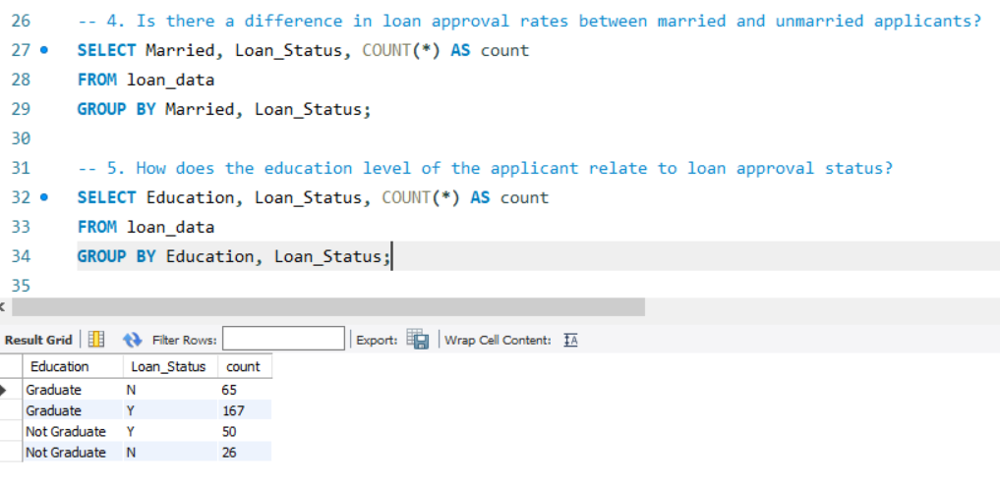 26 -- 4. Is there a difference in loan approval rates between married and unmarried applicants?
27 SELECT Married, Loan_Status, COUNT(*) AS count
28 FROM loan_data
29 GROUP BY Married, Loan_Status;
30
31 -- 5. How does the education level of the applicant relate to loan approval status?
32 SELECT Education, Loan_Status, COUNT(*) AS count
33 FROM loan_data
34 GROUP BY Education, Loan_Status;
35
Result Grid Filter Rows: Export: Wrap Cell Content: IA
Education Loan_Status count
Graduate N 65
Graduate Y 167
Not Graduate Y 50
Not Graduate N 26